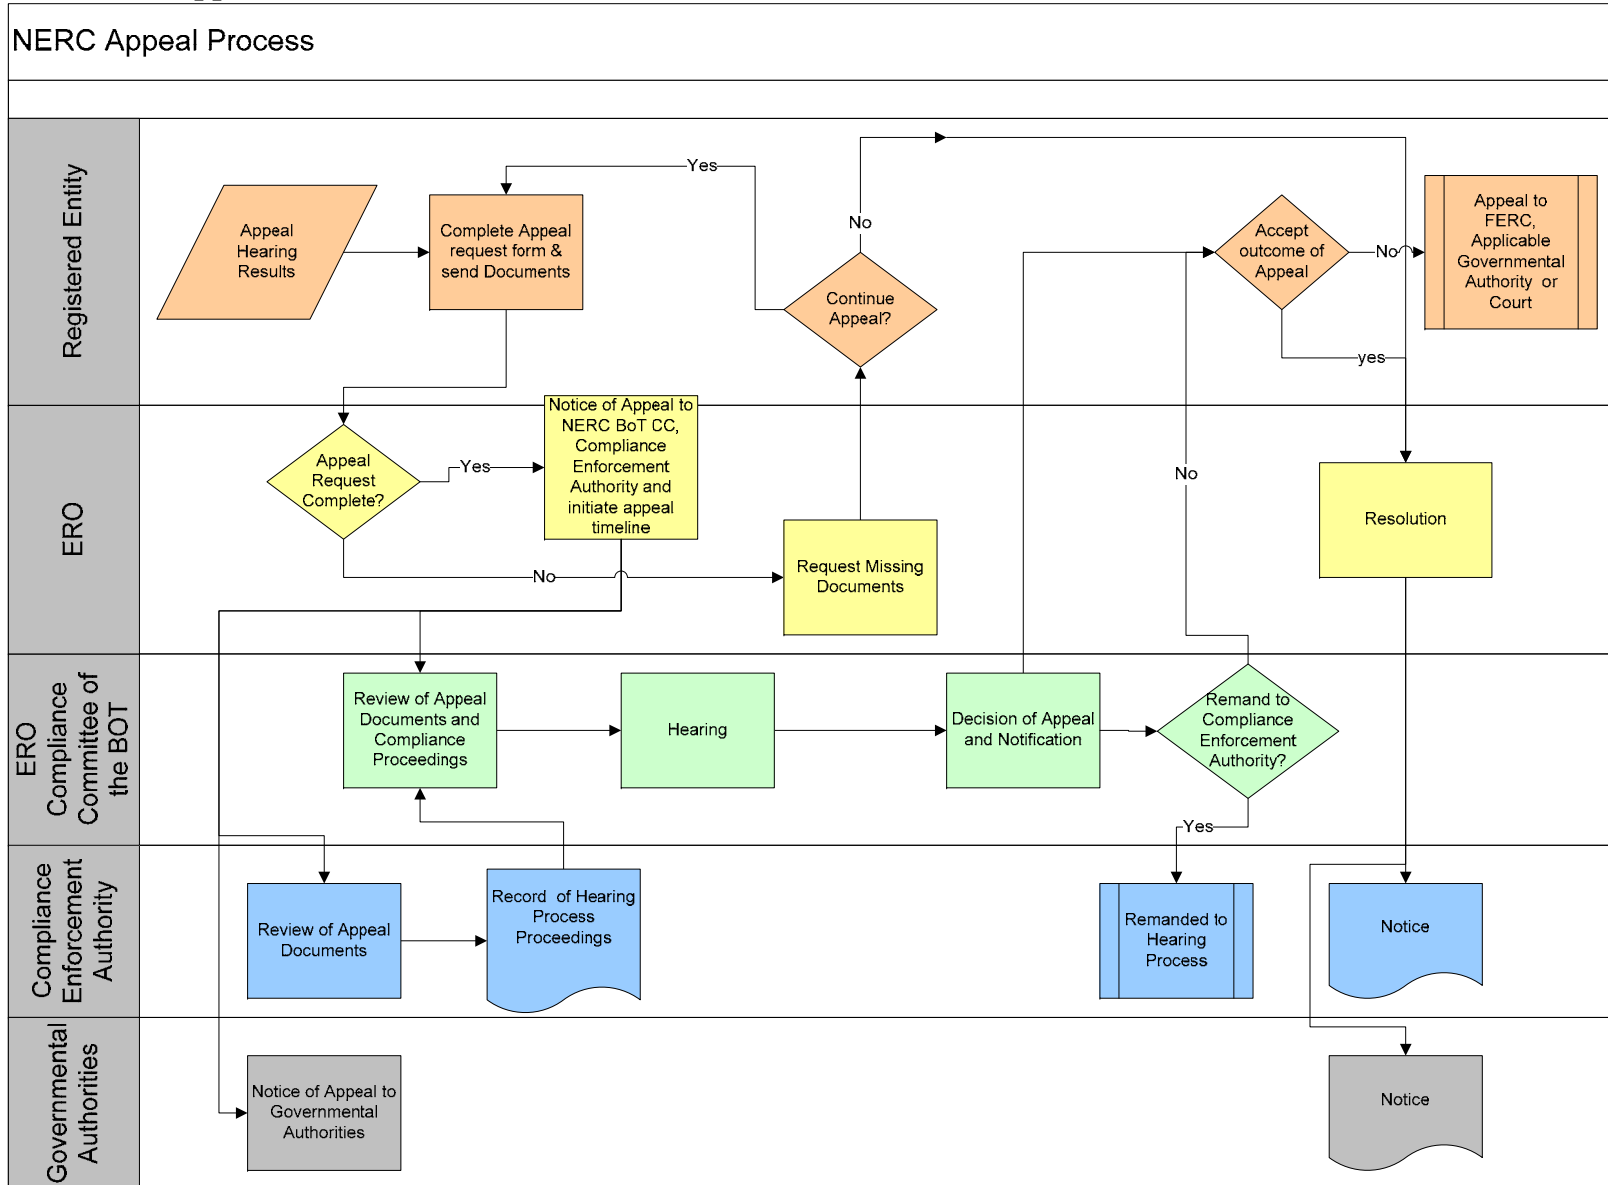 NERC Appeal Process
Registered Entity
Appeal
Hearing
Results
Complete Appeal
request form &
send Documents
Yes
No
Continue
Appeal?
Accept
outcome of
Appeal
No
yes
Appeal to
FERC,
Applicable
Governmental
Authority or
Court
ERO
Appeal
Request
Complete?
Yes
No
Notice of Appeal to
NERC BoT CC,
Compliance
Enforcement
Authority and
initiate appeal
timeline
Request Missing
Documents
No
Resolution
ERO
Compliance
Committee of
the BOT
Review of Appeal
Documents and
Compliance
Proceedings
Hearing
Decision of Appeal
and Notification
Remand to
Compliance
Enforcement
Authority?
Yes
Compliance
Enforcement
Authority
Review of Appeal
Documents
Record of Hearing
Process
Proceedings
Remanded to
Hearing
Process
Notice
Governmental
Authorities
Notice of Appeal to
Governmental
Authorities
Notice